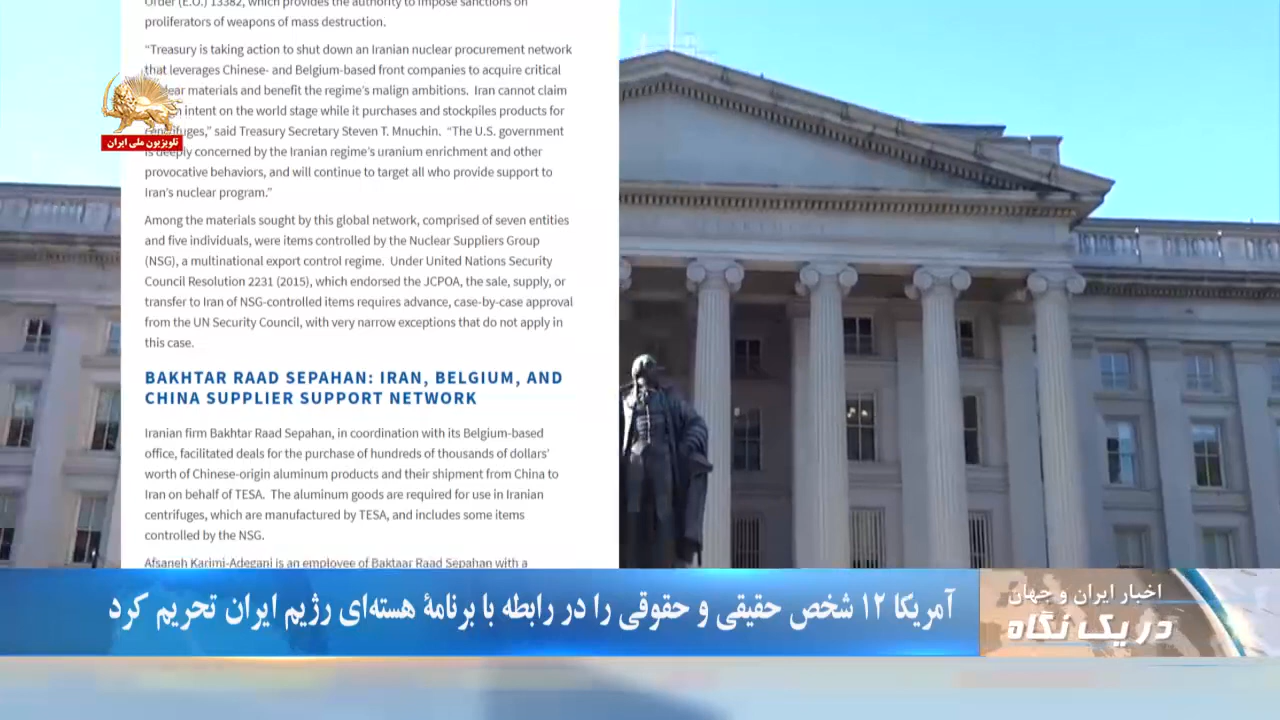 Order (E.O.) 13382, which provides the authority to impose sanctions on
proliferators of weapons of mass destruction.
“Treasury is taking action to shut down an Iranian nuclear procurement network
that leverages Chinese- and Belgium-based front companies to acquire critical
materials and benefit the regime’s malign ambitions. Iran cannot claim
intent on the world stage while it purchases and stockpiles products for
centrifuges,” said Treasury Secretary Steven T. Mnuchin. “The U.S. government
is deeply concerned by the Iranian regime’s uranium enrichment and other
provocative behaviors, and will continue to target all who provide support to
Iran’s nuclear program.”
Among the materials sought by this global network, comprised of seven entities
and five individuals, were items controlled by the Nuclear Suppliers Group
(NSG), a multinational export control regime. Under United Nations Security
Council Resolution 2231 (2015), which endorsed the JCPOA, the sale, supply, or
transfer to Iran of NSG-controlled items requires advance, case-by-case approval
from the UN Security Council, with very narrow exceptions that do not apply in
this case.
BAKHTAR RAAD SEPAHAN: IRAN, BELGIUM, AND
CHINA SUPPLIER SUPPORT NETWORK
Iranian firm Bakhtar Raad Sepahan, in coordination with its Belgium-based
office, facilitated deals for the purchase of hundreds of thousands of dollars’
worth of Chinese-origin aluminum products and their shipment from China to
Iran on behalf of TESA. The aluminum goods are required for use in Iranian
centrifuges, which are manufactured by TESA, and includes some items
controlled by the NSG.
Afsaneh Karimi-Adegani is an employee of Baktaar Raad Sepahan with a
تلویزیون ملی ایران
اخبار ایران و جهان
در یک نگاه
آمریکا ۱۲ شخص حقیقی و حقوقی را در رابطه با برنامهٔ هسته‌ای رژیم ایران تحریم کرد